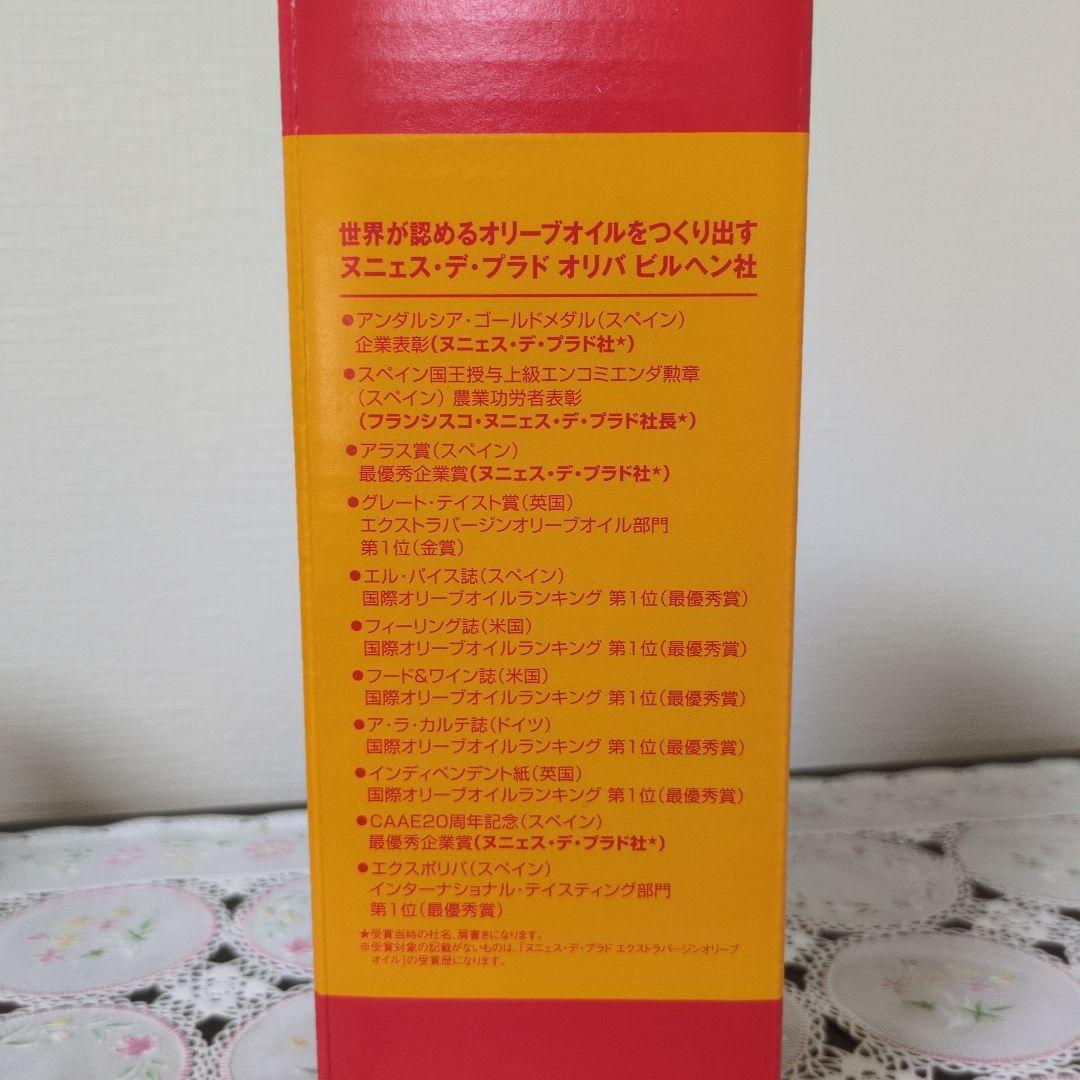 世界が認めるオリーブオイルをつくり出す
ヌニェス・デ・プラド オリバ ビルヘン社
●アンダルシア・ゴールドメダル(スペイン)
企業表彰(ヌニェス・デ・プラド社★)
●スペイン国王授与上級エンコミエンダ勲章
(スペイン) 農業功労者表彰
(フランシスコ・ヌニェス・デ・プラド社長★)
●アラス賞(スペイン)
最優秀企業賞(ヌニェス・デ・プラド社★)
●グレート・テイスト賞(英国)
エクストラバージンオリーブオイル部門
第1位(金賞)
●エル・パイス誌(スペイン)
国際オリーブオイルランキング 第1位(最優秀賞)
●フィーリング誌(米国)
国際オリーブオイルランキング 第1位(最優秀賞)
●フード&ワイン誌(米国)
国際オリーブオイルランキング 第1位(最優秀賞)
●ア・ラ・カルテ誌(ドイツ)
国際オリーブオイルランキング 第1位(最優秀賞)
●インディペンデント紙(英国)
国際オリーブオイルランキング 第1位(最優秀賞)
●CAAE20周年記念(スペイン)
最優秀企業賞(ヌニェス・デ・プラド社★)
●エクスポリバ(スペイン)
インターナショナル・テイスティング部門
第1位(最優秀賞)
★受賞当時の社名、肩書きになります。
※受賞対象の記載がないものは、「ヌニェス・デ・プラド エクストラバージンオリーブ
オイル」の受賞歴になります。